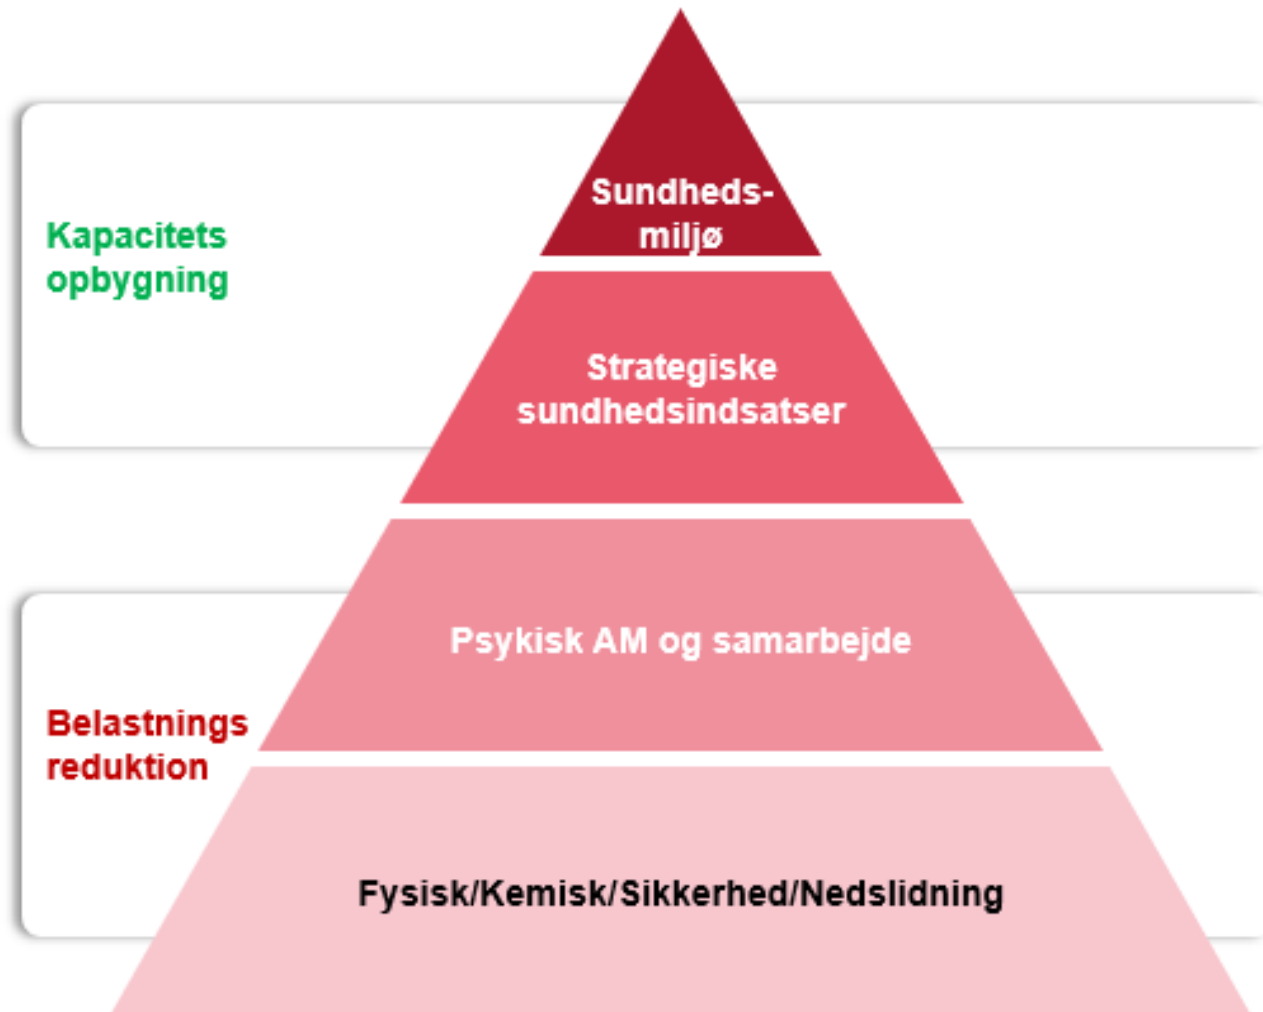 Sundheds-
miljø
Kapacitets
opbygning
Strategiske
sundhedsindsatser
Psykisk AM og samarbejde
Belastnings
reduktion
Fysisk/Kemisk/Sikkerhed/Nedslidning